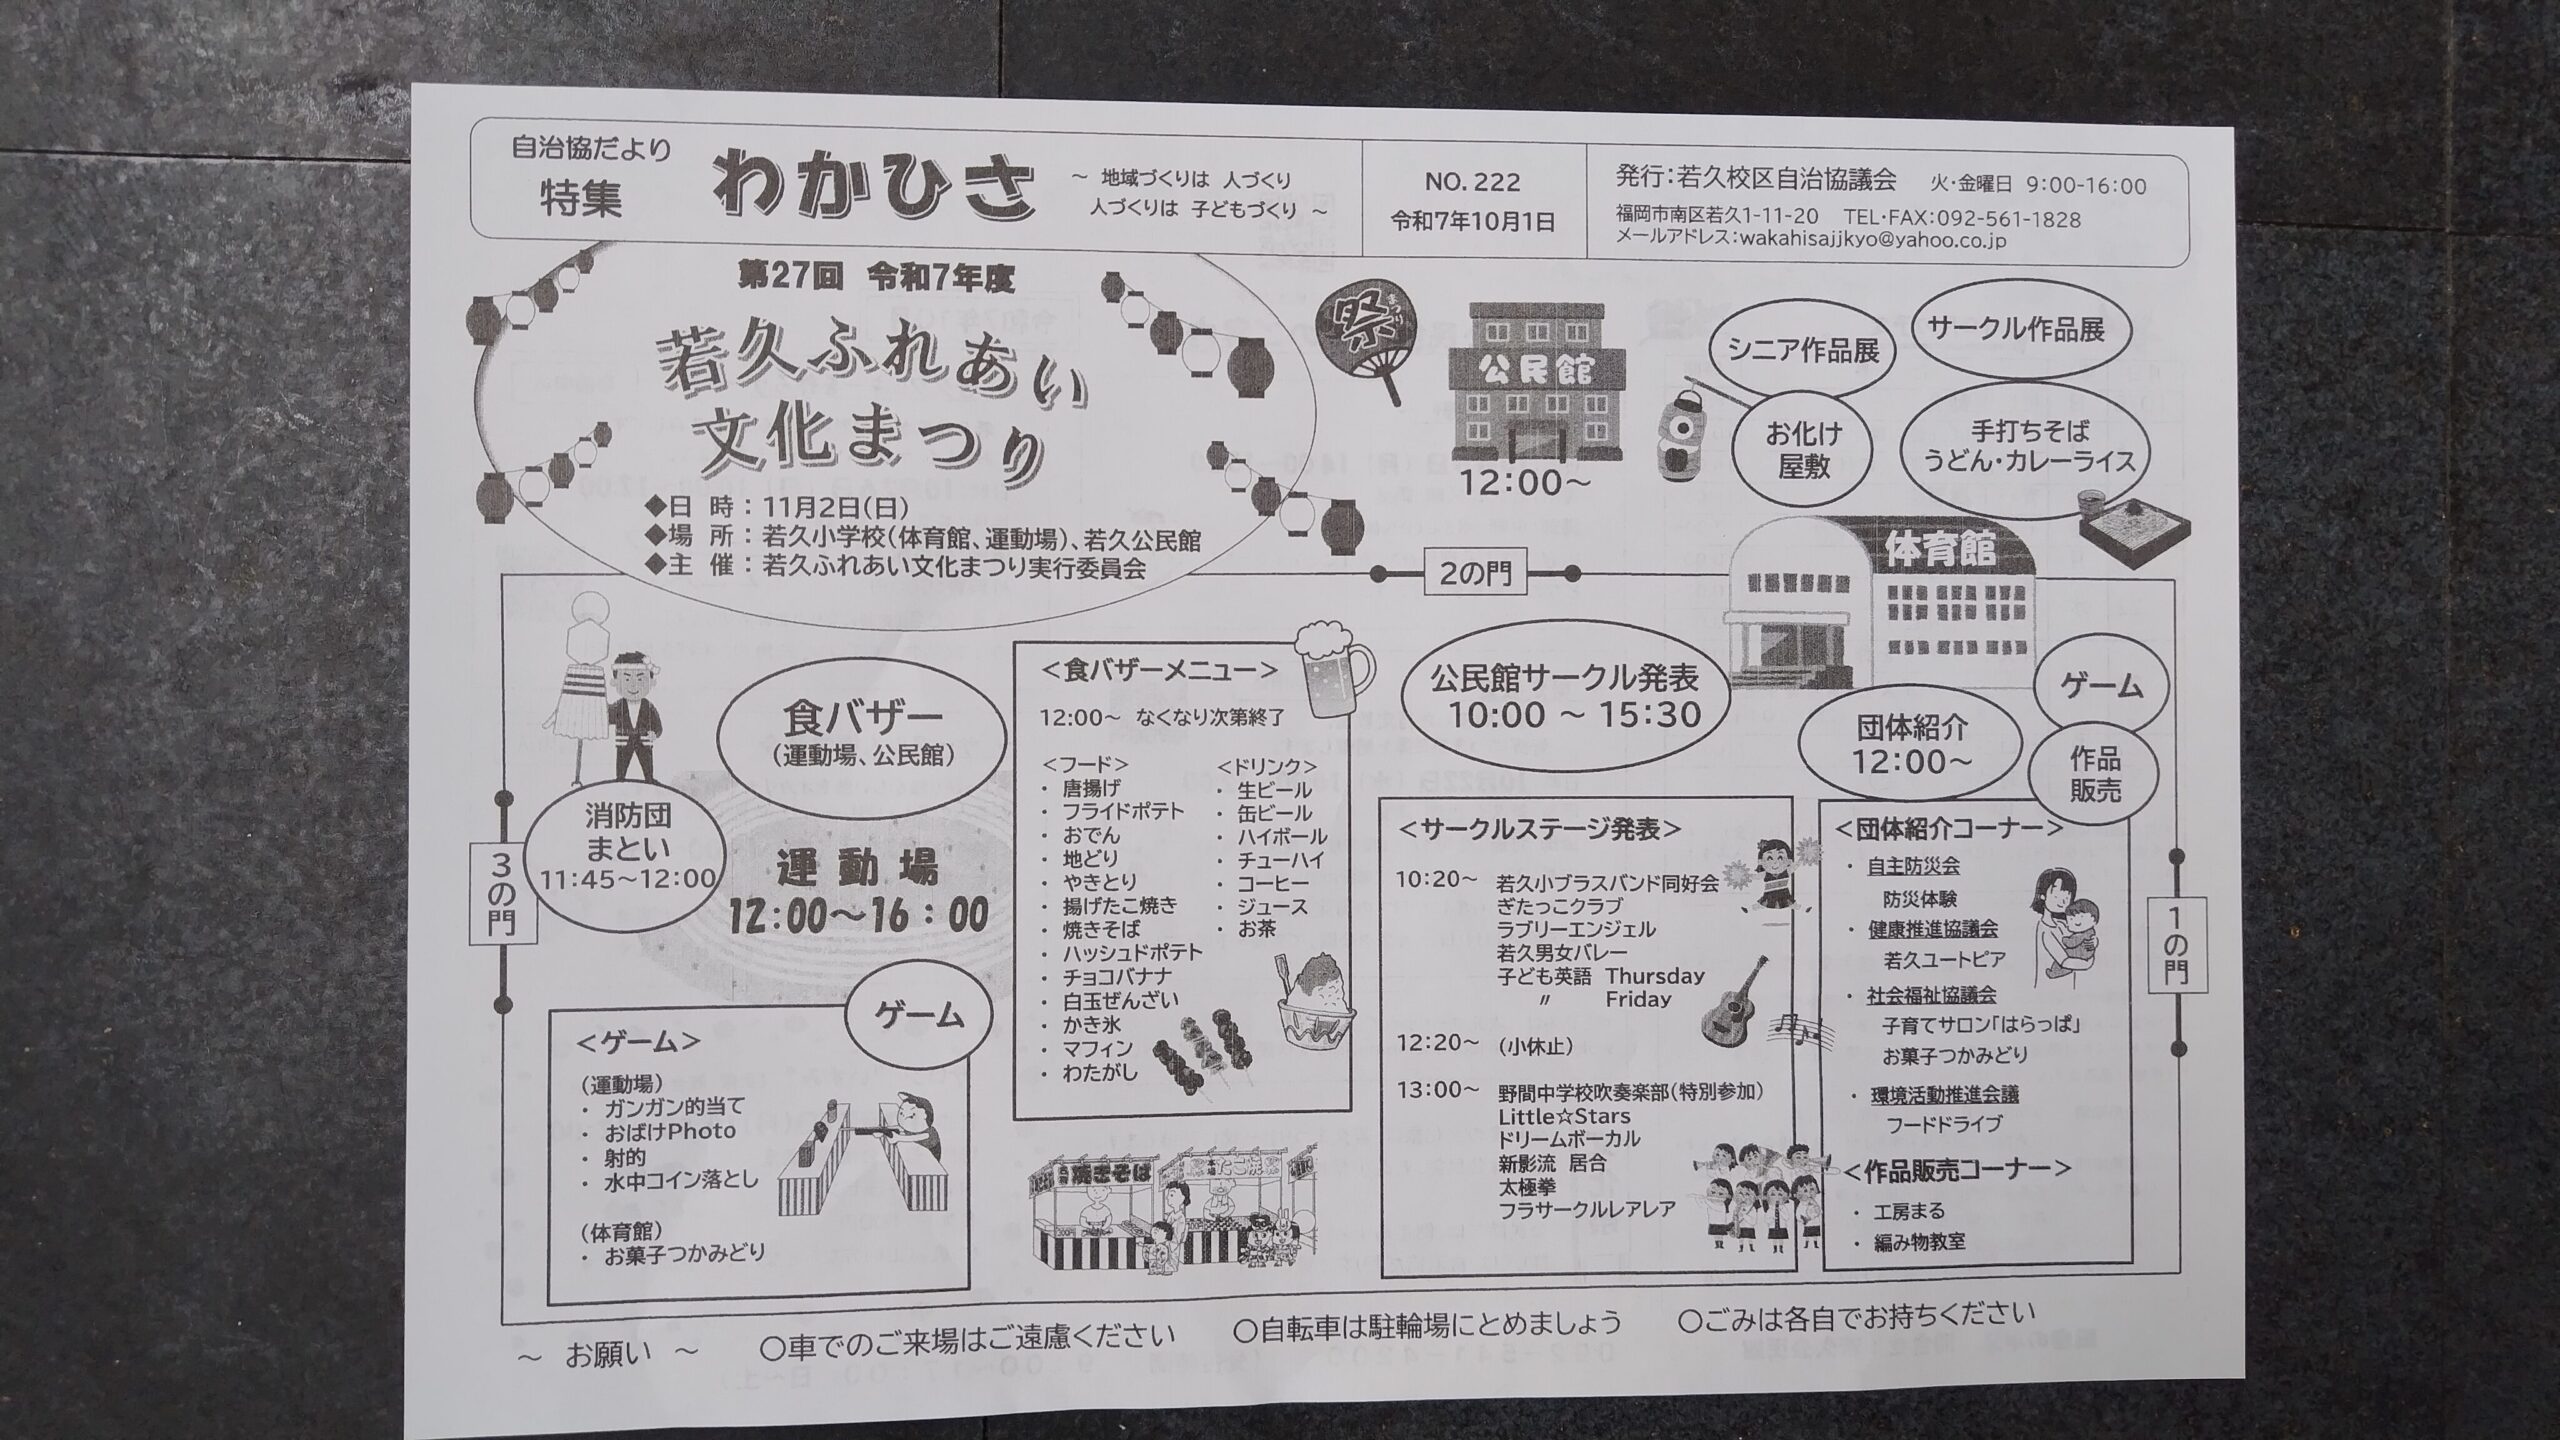 自治協だより
特集
わかひさ
～ 地域づくりは 人づくり
人づくりは 子どもづくり ～
NO. 222
令和7年10月1日
発行：若久校区自治協議会 火・金曜日 9:00-16:00
福岡市南区若久1-11-20 TEL・FAX：092-561-1828
メールアドレス：wakahisajjkyo@yahoo.co.jp
第27回 令和7年度
若久ふれあい
文化まつり
◆日 時：11月2日(日)
◆場 所：若久小学校(体育館、運動場)、若久公民館
◆主 催：若久ふれあい文化まつり実行委員会
祭
まつり
公民館
12:00～
シニア作品展
サークル作品展
お化け
屋敷
手打ちそば
うどん・カレーライス
2の門
体育館
消防団
まとい
11:45～12:00
3の門
食バザー
(運動場、公民館)
運動場
12:00～16：00
ゲーム
＜ゲーム＞
(運動場)
・ ガンガン的当て
・ おばけPhoto
・ 射的
・ 水中コイン落とし
(体育館)
・ お菓子つかみどり
＜食バザーメニュー＞
12:00～ なくなり次第終了
＜フード＞
・ 唐揚げ
・ フライドポテト
・ おでん
・ 地どり
・ やきとり
・ 揚げたこ焼き
・ 焼きそば
・ ハッシュドポテト
・ チョコバナナ
・ 白玉ぜんざい
・ かき氷
・ マフィン
・ わたがし
＜ドリンク＞
・ 生ビール
・ 缶ビール
・ ハイボール
・ チューハイ
・ コーヒー
・ ジュース
・ お茶
焼きそば
たこ焼き
公民館サークル発表
10:00 ～ 15:30
＜サークルステージ発表＞
10:20～ 若久小ブラスバンド同好会
ぎたっこクラブ
ラブリーエンジェル
若久男女バレー
子ども英語 Thursday
〃 Friday
12:20～ (小休止)
13:00～ 野間中学校吹奏楽部(特別参加)
Little☆Stars
ドリームボーカル
新影流 居合
太極拳
フラサークルレアレア
団体紹介
12:00～
ゲーム
作品
販売
＜団体紹介コーナー＞
・ 自主防災会
防災体験
・ 健康推進協議会
若久ユートピア
・ 社会福祉協議会
子育てサロン「はらっぱ」
お菓子つかみどり
・ 環境活動推進会議
フードドライブ
＜作品販売コーナー＞
・ 工房まる
・ 編み物教室
1の門
～ お願い ～ ○車でのご来場はご遠慮ください ○自転車は駐輪場にとめましょう ○ごみは各自でお持ちください